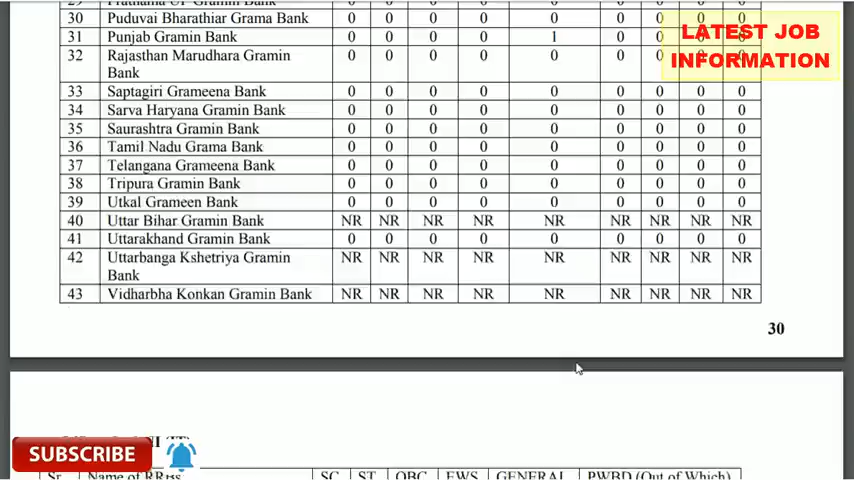 30 Puduvai Bharathiar Grama Bank 0 0 0 0 0 0 0
LATEST JOB
31 Punjab Gramin Bank 0 0 0 0 1 0 0
INFORMATION
32 Rajasthan Marudhara Gramin 0 0 0 0 0 0 0
Bank
33 Saptagiri Grameena Bank 0 0 0 0 0 0 0 0 0
34 Sarva Haryana Gramin Bank 0 0 0 0 0 0 0 0 0
35 Saurashtra Gramin Bank 0 0 0 0 0 0 0 0 0
36 Tamil Nadu Grama Bank 0 0 0 0 0 0 0 0 0
37 Telangana Grameena Bank 0 0 0 0 0 0 0 0 0
38 Tripura Gramin Bank 0 0 0 0 0 0 0 0 0
39 Utkal Grameen Bank 0 0 0 0 0 0 0 0 0
40 Uttar Bihar Gramin Bank NR NR NR NR NR NR NR NR NR
41 Uttarakhand Gramin Bank 0 0 0 0 0 0 0 0 0
42 Uttarbanga Kshetriya Gramin NR NR NR NR NR NR NR NR NR
Bank
43 Vidharbha Konkan Gramin Bank NR NR NR NR NR NR NR NR NR
30
SUBSCRIBE
Sr. Name of RRBs SC ST OBC EWS GENERAL PWBD (Out of Which)